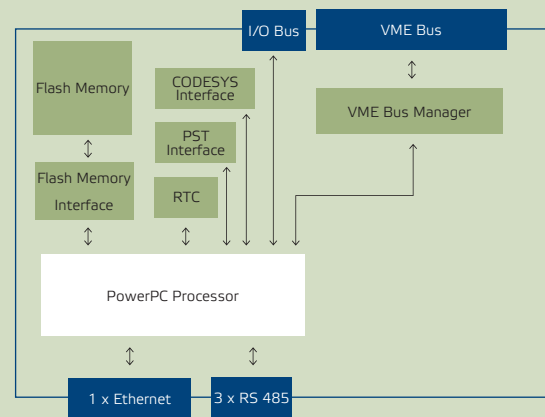 I/O Bus
VME Bus
Flash Memory
CODESYS
Interface
VME Bus Manager
PST
Interface
Flash Memory
Interface
RTC
PowerPC Processor
1 x Ethernet
3 x RS 485